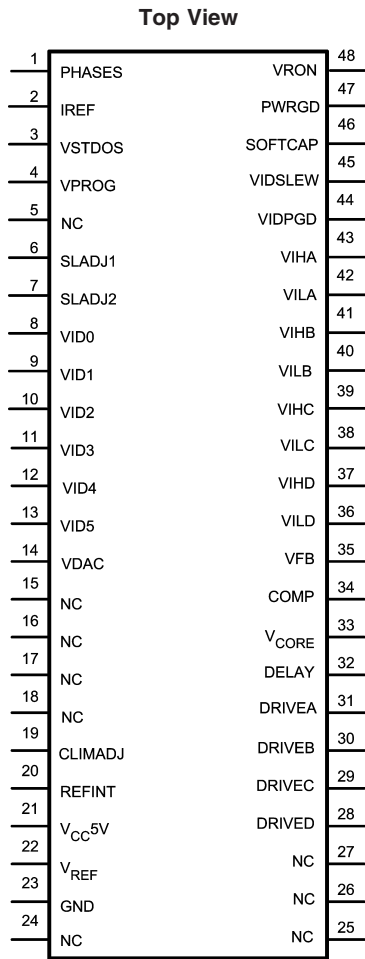 Top View
1 PHASES VRON 48
2 IREF PWRGD 47
3 VSTDOS SOFTCAP 46
4 VPROG VIDSLEW 45
5 NC VIDPGD 44
6 SLADJ1 VIHA 43
7 SLADJ2 VILA 42
8 VID0 VIHB 41
9 VID1 VILB 40
10 VID2 VIHC 39
11 VID3 VILC 38
12 VID4 VIHD 37
13 VID5 VILD 36
14 VDAC VFB 35
15 NC COMP 34
16 NC VCORE 33
17 NC DELAY 32
18 NC DRIVEA 31
19 CLIMADJ DRIVEB 30
20 REFINT DRIVEC 29
21 VCC5V DRIVED 28
22 VREF NC 27
23 GND NC 26
24 NC NC 25